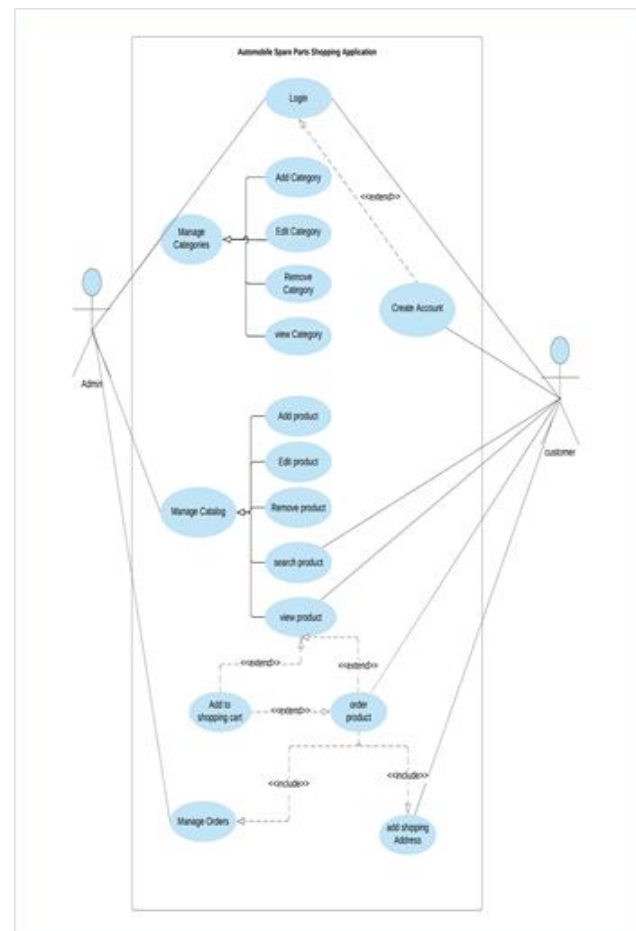 Automobile Spare Parts Shopping Application
Login
Add Category
<<extend>>
Manage
Categories
Edit Category
Remove
Category
Create Account
view Category
Admin
Add product
customer
Edit product
Manage Catalog
Remove product
search product
view product
<<extend>>
<<extend>>
Add to
shopping cart
<<extend>>
order
product
<<include>>
<<include>>
Manage Orders
add shipping
Address